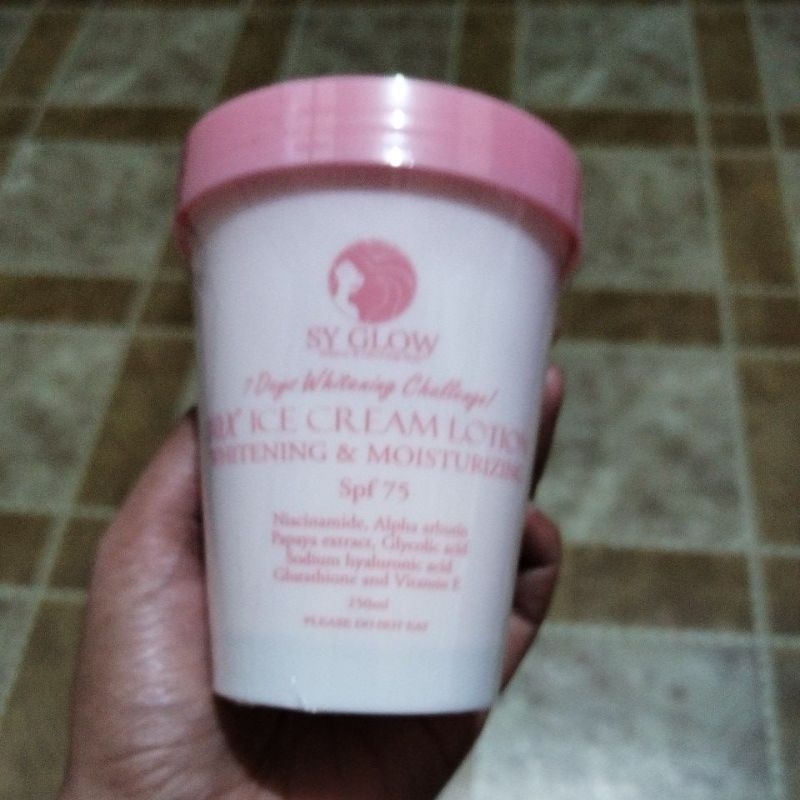 SY GLOW
7 Days Whitening Challenge!
ICE CREAM LOTION
WHITENING & MOISTURIZING
Spf 75
Niacinamide, Alpha arbutin
Papaya extract, Glycolic acid
Sodium hyaluronic acid
Glutathione and Vitamin E
250ml
PLEASE DO NOT EAT